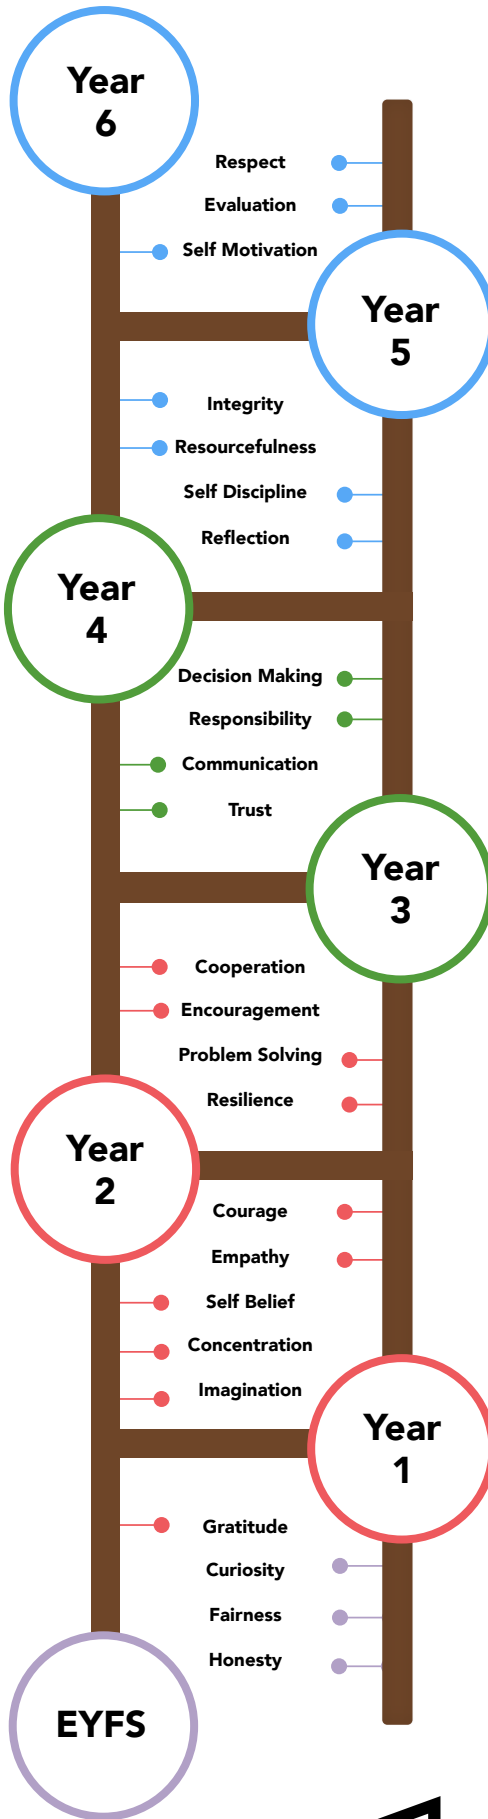 Year
6
Respect
Evaluation
Self Motivation
Year
5
Integrity
Resourcefulness
Self Discipline
Reflection
Year
4
Decision Making
Responsibility
Communication
Trust
Year
3
Cooperation
Encouragement
Problem Solving
Resilience
Year
2
Courage
Empathy
Self Belief
Concentration
Imagination
Year
1
Gratitude
Curiosity
Fairness
Honesty
EYFS